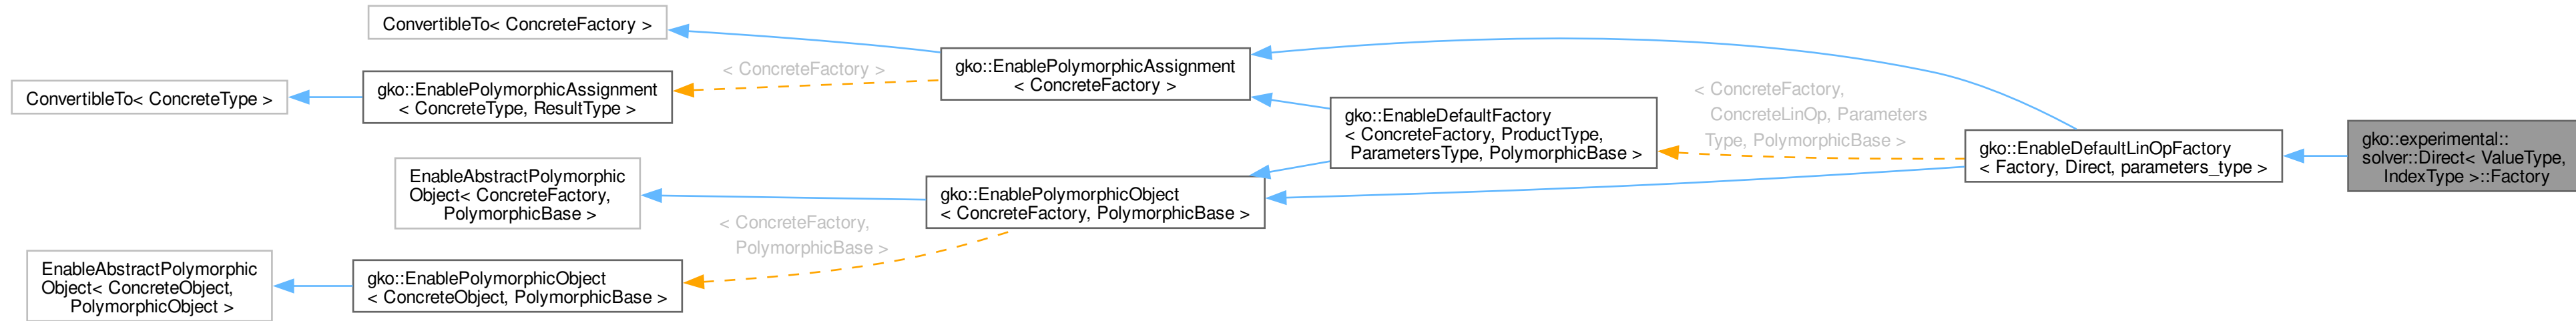 ConvertibleTo< ConcreteFactory >
ConvertibleTo< ConcreteType >
gko::EnablePolymorphicAssignment
< ConcreteType, ResultType >
< ConcreteFactory >
gko::EnablePolymorphicAssignment
< ConcreteFactory >
EnableAbstractPolymorphic
Object< ConcreteFactory,
PolymorphicBase >
EnableAbstractPolymorphic
Object< ConcreteObject,
PolymorphicObject >
gko::EnablePolymorphicObject
< ConcreteObject, PolymorphicBase >
< ConcreteFactory,
PolymorphicBase >
gko::EnablePolymorphicObject
< ConcreteFactory, PolymorphicBase >
gko::EnableDefaultFactory
< ConcreteFactory, ProductType,
ParametersType, PolymorphicBase >
< ConcreteFactory,
ConcreteLinOp, Parameters
Type, PolymorphicBase >
gko::EnableDefaultLinOpFactory
< Factory, Direct, parameters_type >
gko::experimental::
solver::Direct< ValueType,
IndexType >::Factory